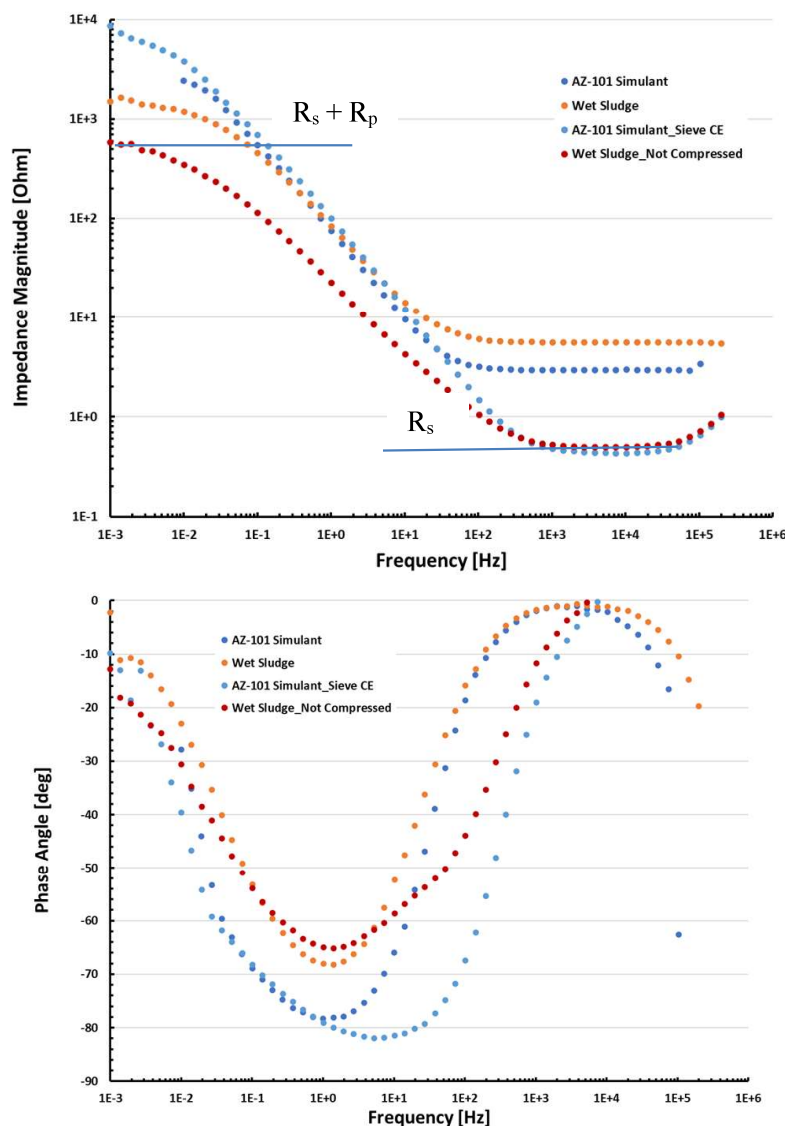 1E+4
1E+3
1E+2
1E+1
1E+0
1E-1
Impedance Magnitude [Ohm]
AZ-101 Simulant
Wet Sludge
AZ-101 Simulant_Sieve CE
Wet Sludge_Not Compressed
Rs + Rp
Rs
1E-3 1E-2 1E-1 1E+0 1E+1 1E+2 1E+3 1E+4 1E+5 1E+6
Frequency [Hz]
0
-10
-20
-30
-40
-50
-60
-70
-80
-90
Phase Angle [deg]
AZ-101 Simulant
Wet Sludge
AZ-101 Simulant_Sieve CE
Wet Sludge_Not Compressed
1E-3 1E-2 1E-1 1E+0 1E+1 1E+2 1E+3 1E+4 1E+5 1E+6
Frequency [Hz]